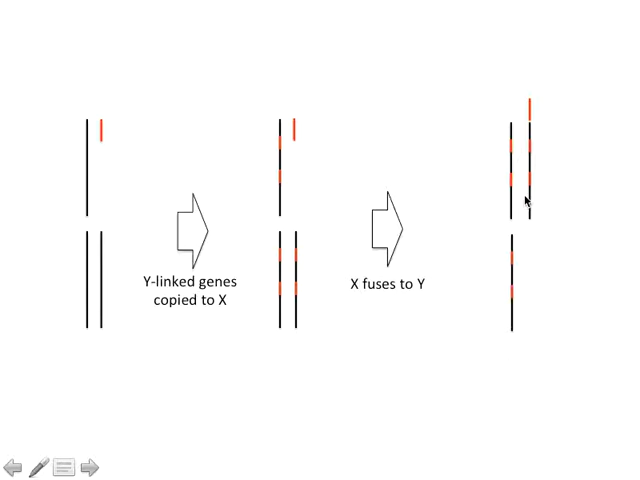 Y-linked genes
copied to X
X fuses to Y